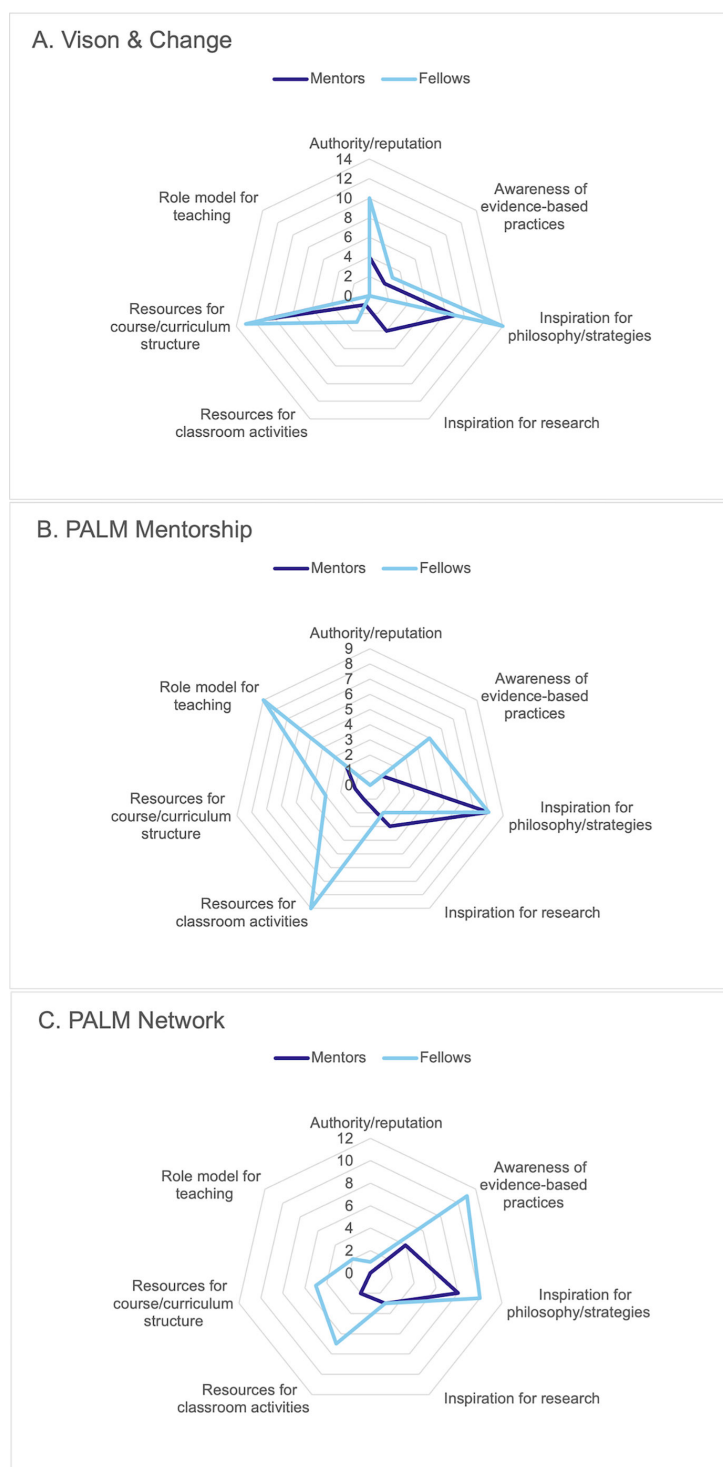 A. Vison & Change
Mentors Fellows
Authority/reputation
14
12
10
8
6
4
2
0
Awareness of
evidence-based
practices
Inspiration for
philosophy/strategies
Inspiration for research
Resources for
classroom activities
Resources for
course/curriculum
structure
Role model for
teaching
B. PALM Mentorship
Mentors Fellows
Authority/reputation
9
8
7
6
5
4
3
2
1
0
Awareness of
evidence-based
practices
Inspiration for
philosophy/strategies
Inspiration for research
Resources for
classroom activities
Resources for
course/curriculum
structure
Role model for
teaching
C. PALM Network
Mentors Fellows
Authority/reputation
12
10
8
6
4
2
0
Awareness of
evidence-based
practices
Inspiration for
philosophy/strategies
Inspiration for research
Resources for
classroom activities
Resources for
course/curriculum
structure
Role model for
teaching